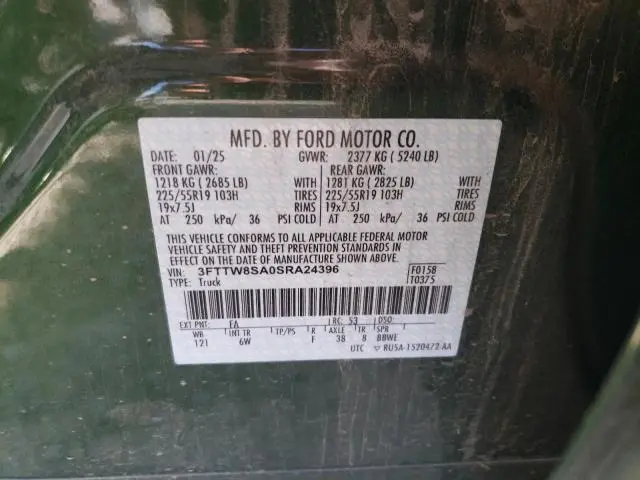 MFD. BY FORD MOTOR CO.
DATE: 01/25 GVWR: 2377 KG ( 5240 LB)
FRONT GAWR: REAR GAWR:
1218 KG ( 2685 LB) WITH 1281 KG ( 2825 LB) WITH
225/55R19 103H TIRES 225/55R19 103H TIRES
19x7.5J RIMS 19x7.5J RIMS
AT 250 kPa/ 36 PSI COLD AT 250 kPa/ 36 PSI COLD
THIS VEHICLE CONFORMS TO ALL APPLICABLE FEDERAL MOTOR
VEHICLE SAFETY AND THEFT PREVENTION STANDARDS IN
EFFECT ON THE DATE OF MANUFACTURE SHOWN ABOVE.
VIN: 3FTTW8SA0SRA24396 F0158
TYPE: Truck T0375
EXT PNT: EA RC: 53 DSO:
WB INT TR TP/PS R AXLE TR SPR
121 6W F 38 8 BBWE
UTC ▽ RU5A-1520472-AA